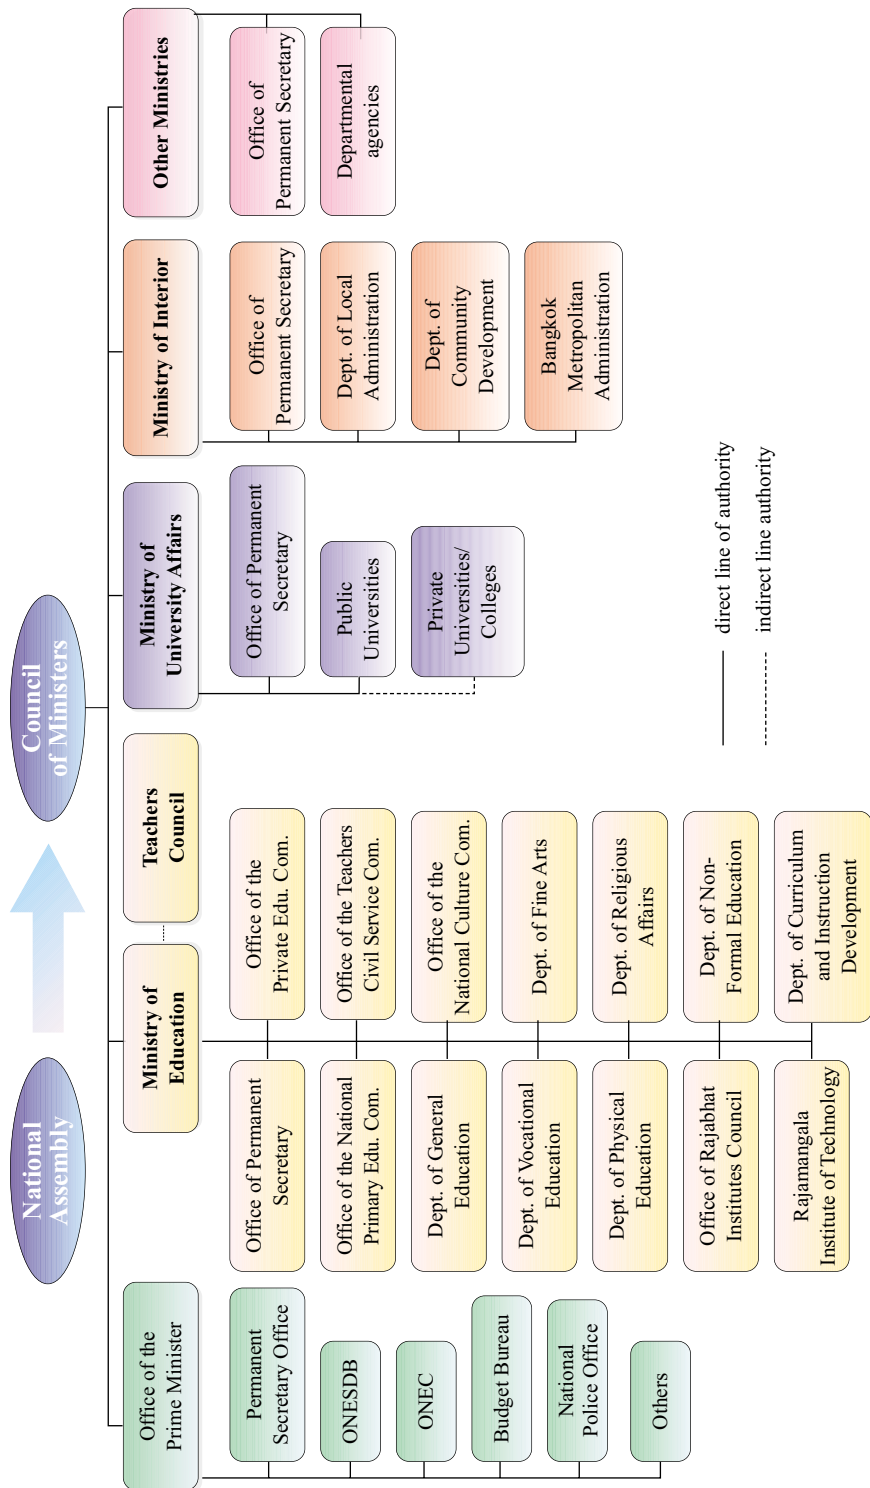 National
Assembly
Council
of Ministers
Office of the
Prime Minister
Permanent
Secretary Office
ONESDB
ONEC
Budget Bureau
National
Police Office
Others
Ministry of
Education
Teachers
Council
Office of Permanent
Secretary
Office of the National
Primary Edu. Com.
Dept. of General
Education
Dept. of Vocational
Education
Dept. of Physical
Education
Office of Rajabhat
Institutes Council
Rajamangala
Institute of Technology
Office of the
Private Edu. Com.
Office of the Teachers
Civil Service Com.
Office of the
National Culture Com.
Dept. of Fine Arts
Dept. of Religious
Affairs
Dept. of Non-
Formal Education
Dept. of Curriculum
and Instruction
Development
Ministry of
University Affairs
Office of Permanent
Secretary
Public
Universities
Private
Universities/
Colleges
Ministry of Interior
Office of
Permanent Secretary
Dept. of Local
Administration
Dept. of
Community
Development
Bangkok
Metropolitan
Administration
Other Ministries
Office of
Permanent Secretary
Departmental
agencies
direct line of authority
indirect line authority